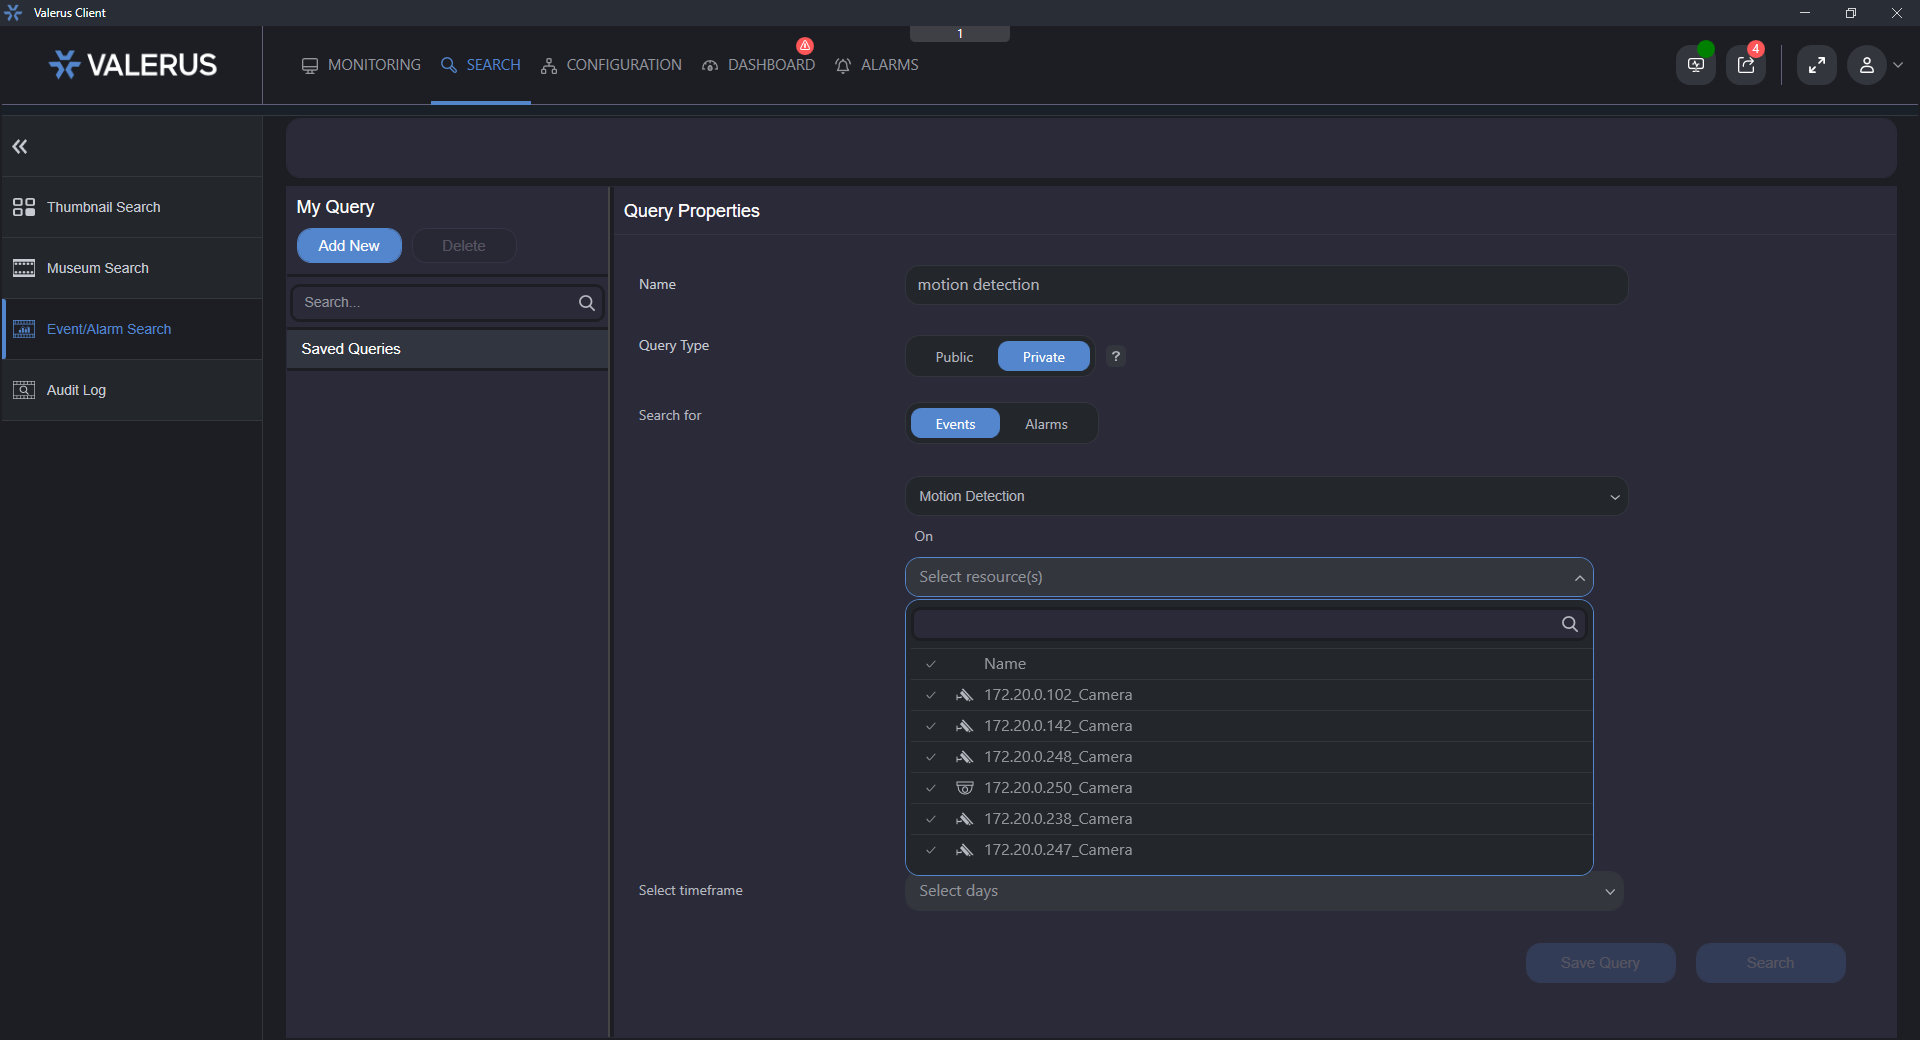 Valerus Client
1
VALERUS
MONITORING
SEARCH
CONFIGURATION
DASHBOARD
ALARMS
4
Thumbnail Search
Museum Search
Event/Alarm Search
Audit Log
My Query
Add New
Delete
Search...
Saved Queries
Query Properties
Name
motion detection
Query Type
Public
Private
?
Search for
Events
Alarms
Motion Detection
On
Select resource(s)
Name
172.20.0.102_Camera
172.20.0.142_Camera
172.20.0.248_Camera
172.20.0.250_Camera
172.20.0.238_Camera
172.20.0.247_Camera
Select timeframe
Select days
Save Query
Search